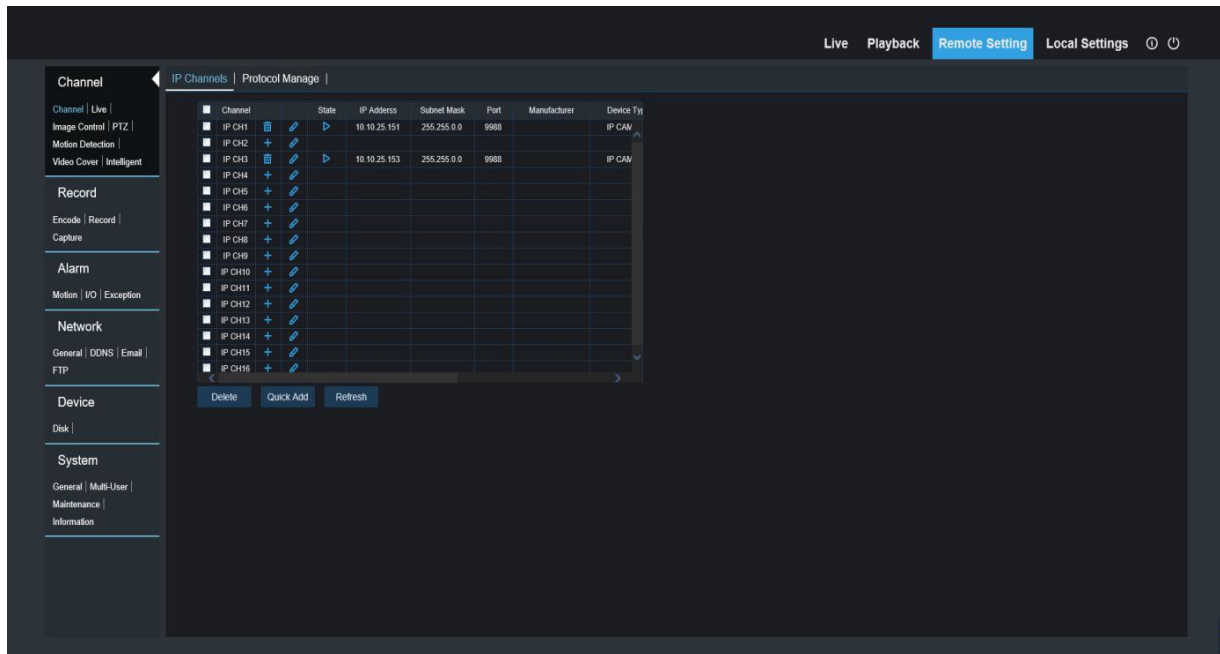 Live Playback Remote Setting Local Settings
Channel
Channel | Live |
Image Control | PTZ |
Motion Detection |
Video Cover | Intelligent
Record
Encode | Record |
Capture
Alarm
Motion | I/O | Exception
Network
General | DDNS | Email |
FTP
Device
Disk |
System
General | Multi-User |
Maintenance |
Information
IP Channels | Protocol Manage |
Channel State IP Adderss Subnet Mask Port Manufacturer Device Typ
IP CH1 10.10.25.151 255.255.0.0 9988 IP CAM
IP CH2
IP CH3 10.10.25.153 255.255.0.0 9988 IP CAM
IP CH4
IP CH5
IP CH6
IP CH7
IP CH8
IP CH9
IP CH10
IP CH11
IP CH12
IP CH13
IP CH14
IP CH15
IP CH16
Delete Quick Add Refresh